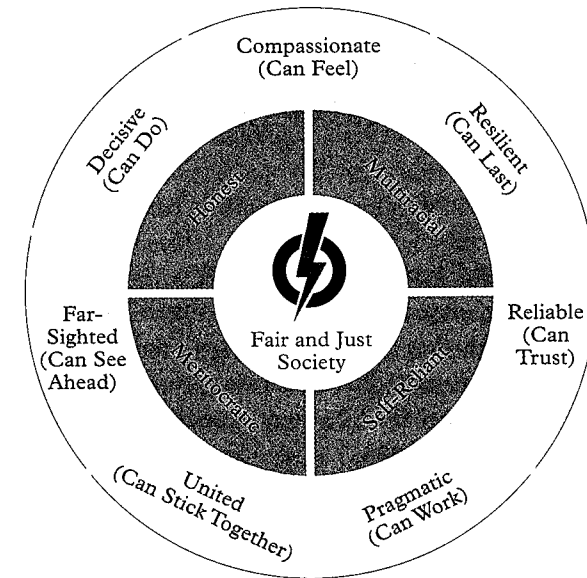 Compassionate
(Can Feel)
Resilient
(Can Last)
Reliable
(Can
Trust)
Pragmatic
(Can Work)
United
(Can Stick Together)
Far-
Sighted
(Can See
Ahead)
Decisive
(Can Do)
Honest
Multiracial
Self-Reliant
Meritocratic
Fair and Just
Society